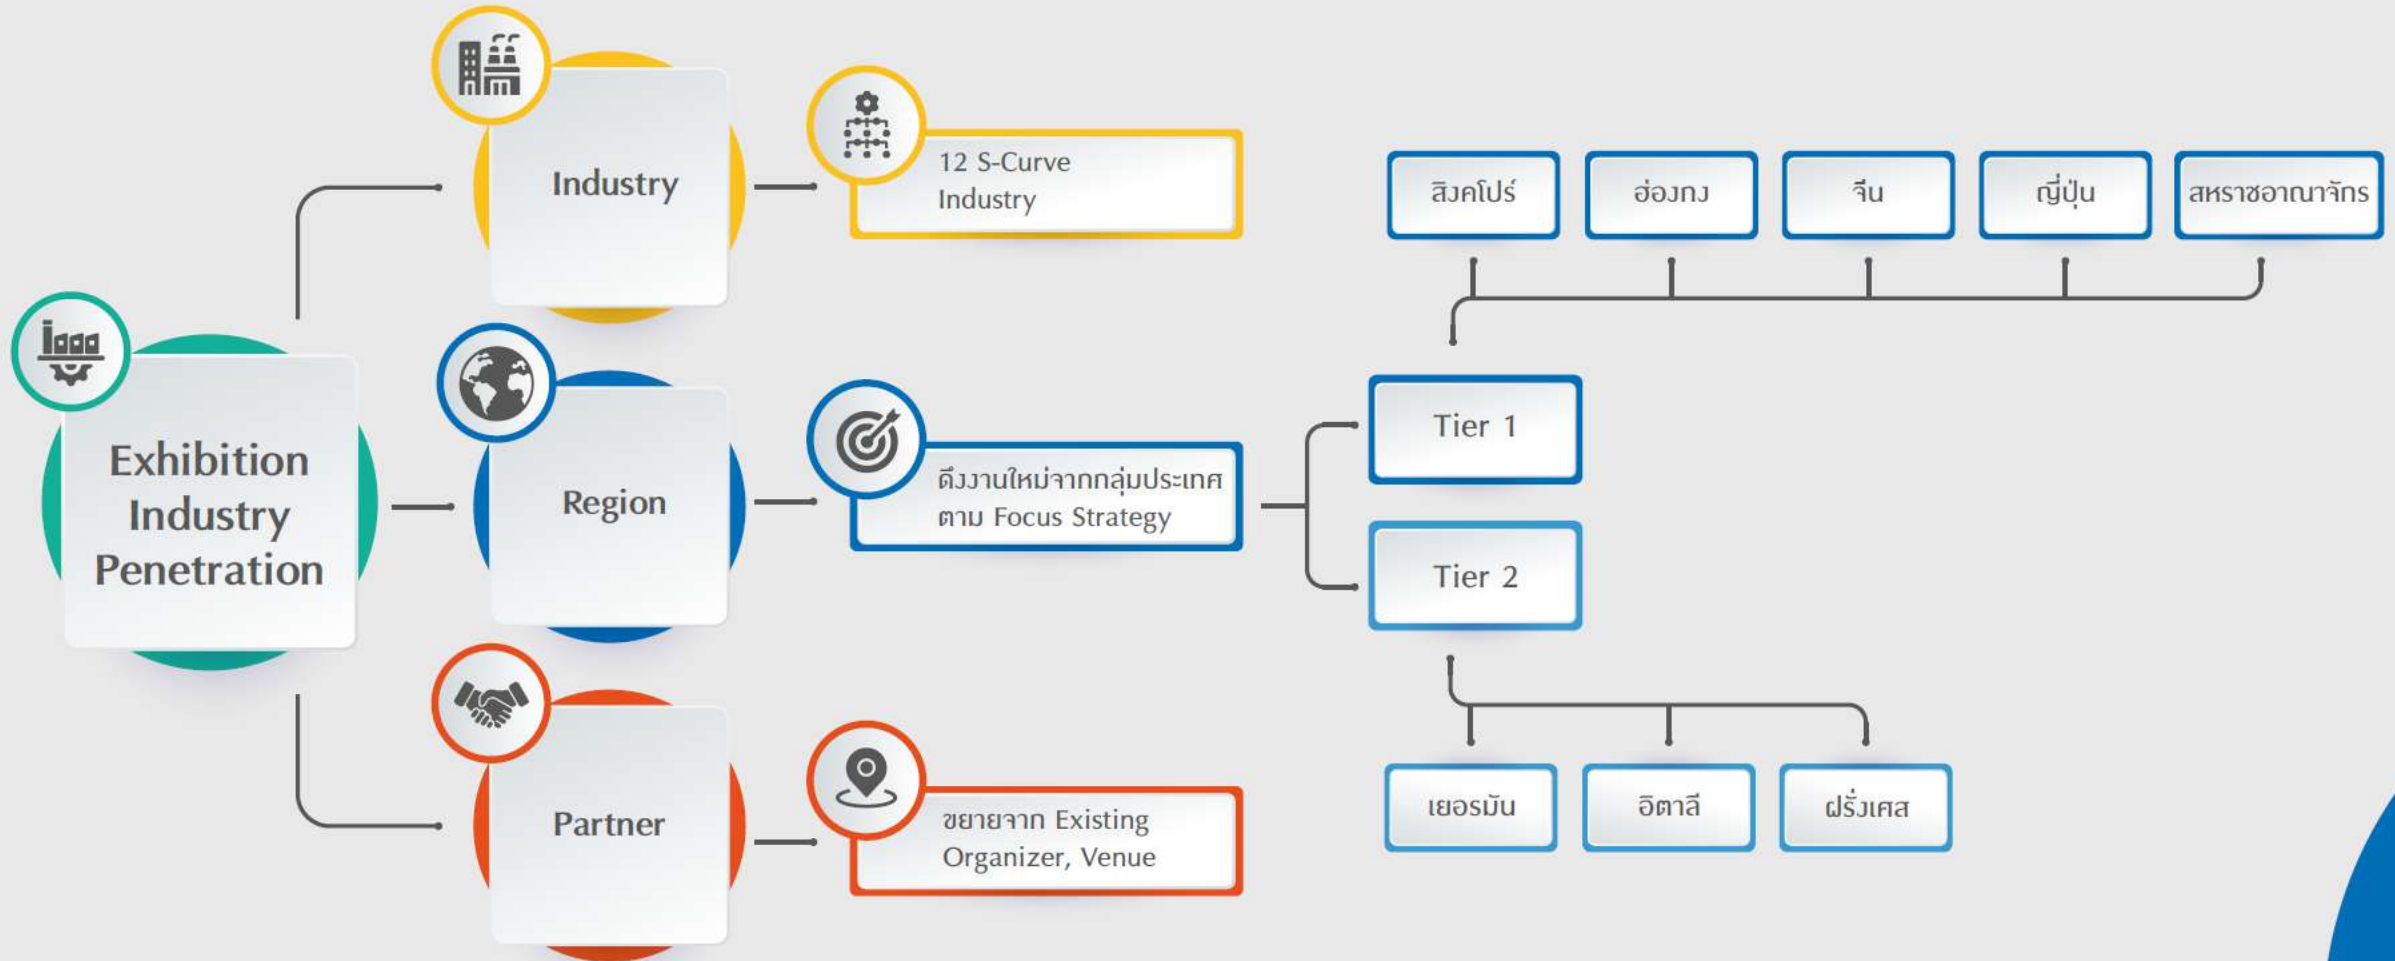 Exhibition
Industry
Penetration
Industry
12 S-Curve
Industry
Region
ดึงงานใหม่จากกลุ่มประเทศ
ตาม Focus Strategy
Tier 1
สิงคโปร์
ฮ่องกง
จีน
ญี่ปุ่น
สหราชอาณาจักร
Tier 2
เยอรมัน
อิตาลี
ฝรั่งเศส
Partner
ขยายจาก Existing
Organizer, Venue